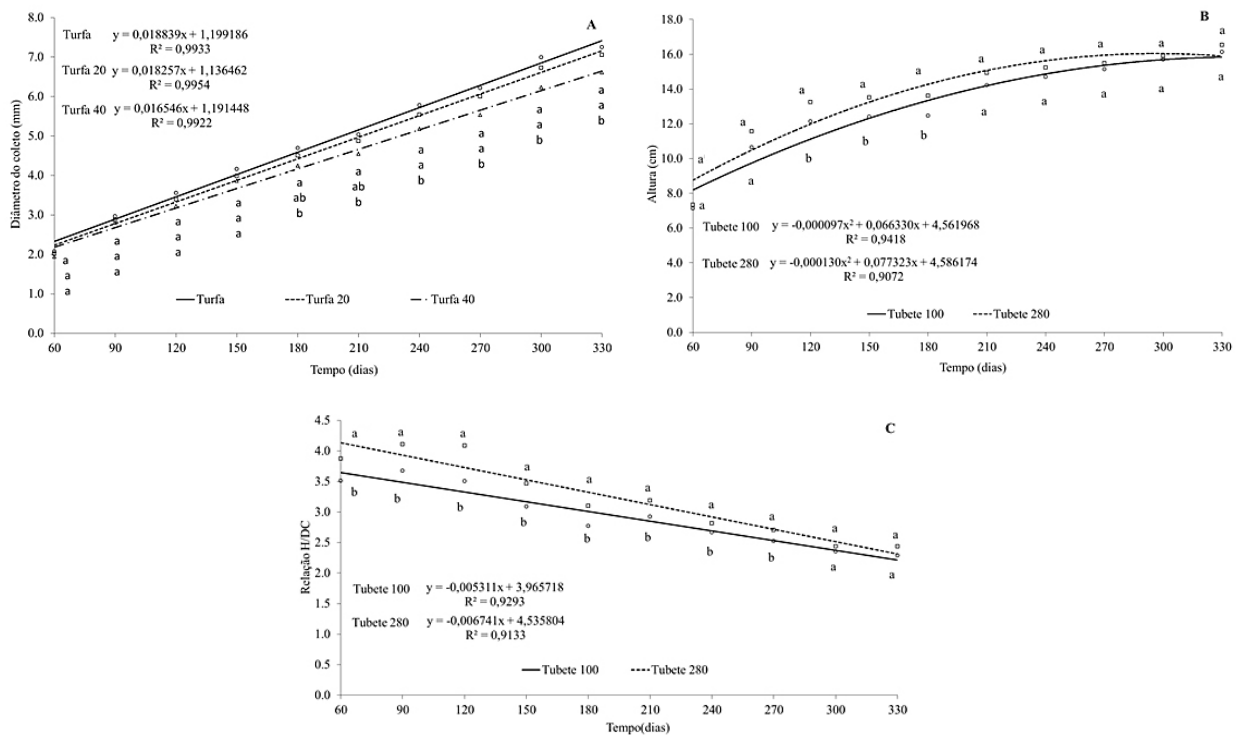 A
Turfa y = 0,018839x + 1,199186
R² = 0,9933
Turfa 20 y = 0,018257x + 1,136462
R² = 0,9954
Turfa 40 y = 0,016546x + 1,191448
R² = 0,9922
Diâmetro do coleto (mm)
8.0
7.0
6.0
5.0
4.0
3.0
2.0
1.0
0.0
a a a a a a a a a a
a a a a ab ab a a a a
a a a a b b b b b b
Turfa Turfa 20 Turfa 40
60 90 120 150 180 210 240 270 300 330
Tempo (dias)
B
Altura (cm)
18.0
16.0
14.0
12.0
10.0
8.0
6.0
4.0
2.0
0.0
a a a a a a a a a a
a a b b b a a a a a
Tubete 100 y = -0,000097x² + 0,066330x + 4,561968
R² = 0,9418
Tubete 280 y = -0,000130x² + 0,077323x + 4,586174
R² = 0,9072
Tubete 100 Tubete 280
60 90 120 150 180 210 240 270 300 330
Tempo (dias)
C
Relação H/DC
4.5
4.0
3.5
3.0
2.5
2.0
1.5
1.0
0.5
0.0
a a a a a a a a a a
b b b b b b b b a a
Tubete 100 y = -0,005311x + 3,965718
R² = 0,9293
Tubete 280 y = -0,006741x + 4,535804
R² = 0,9133
Tubete 100 Tubete 280
60 90 120 150 180 210 240 270 300 330
Tempo(dias)